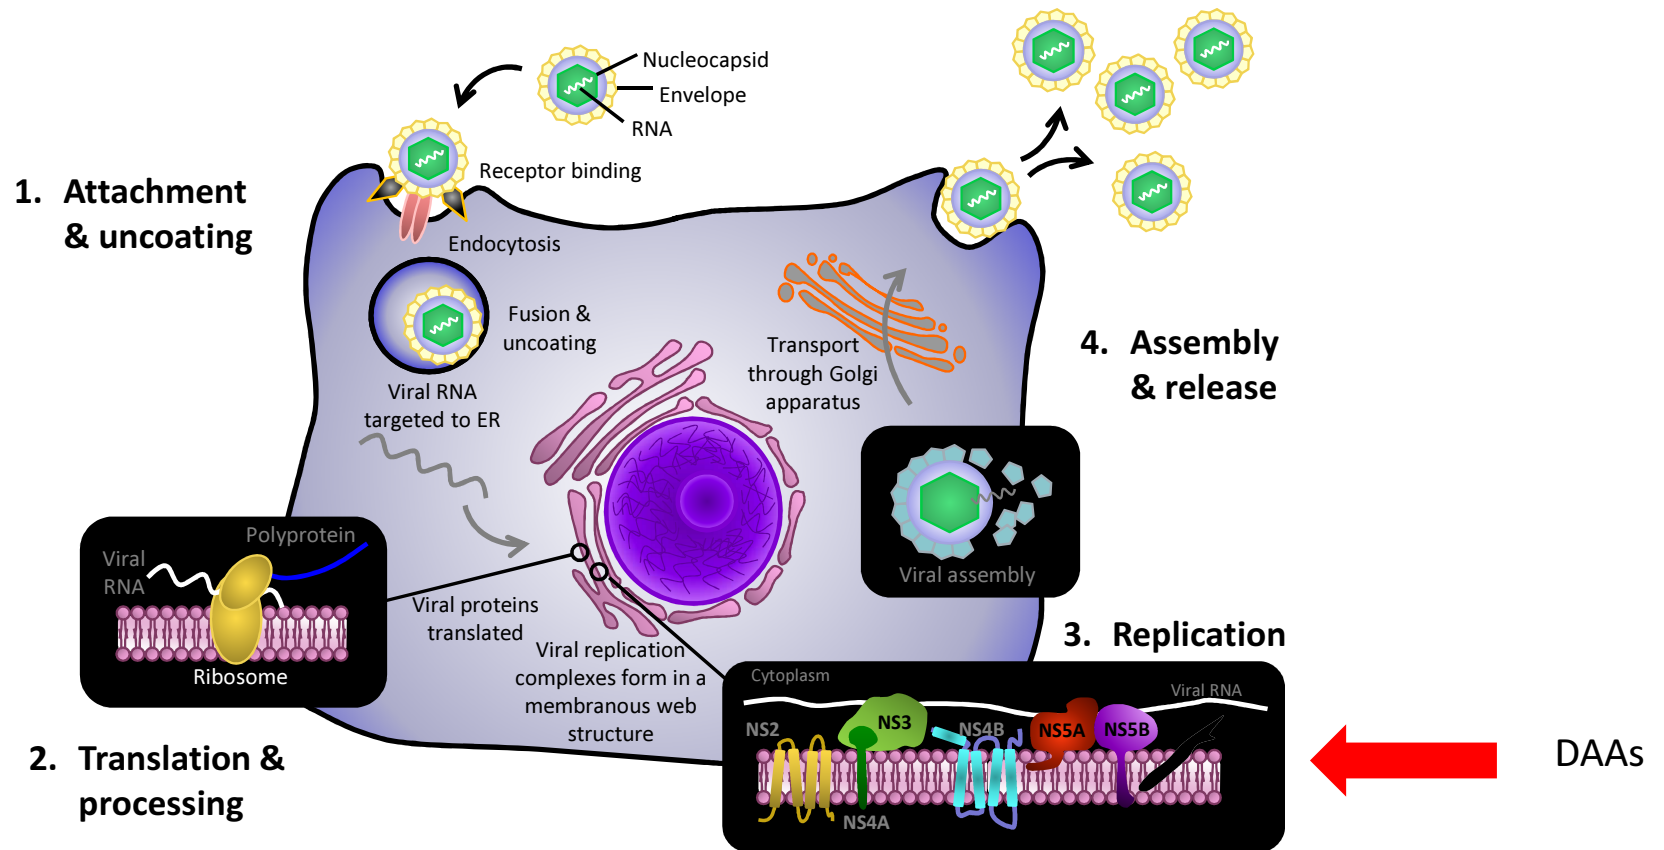 Nucleocapsid
Envelope
RNA
Receptor binding
1. Attachment
& uncoating
Endocytosis
Fusion &
uncoating
Viral RNA
targeted to ER
Transport
through Golgi
apparatus
4. Assembly
& release
Viral assembly
Polyprotein
Viral
RNA
Ribosome
Viral proteins
translated
Viral replication
complexes form in a
membranous web
structure
3. Replication
Cytoplasm
Viral RNA
NS2
NS3
NS4B
NS5A
NS5B
NS4A
DAAs
2. Translation &
processing